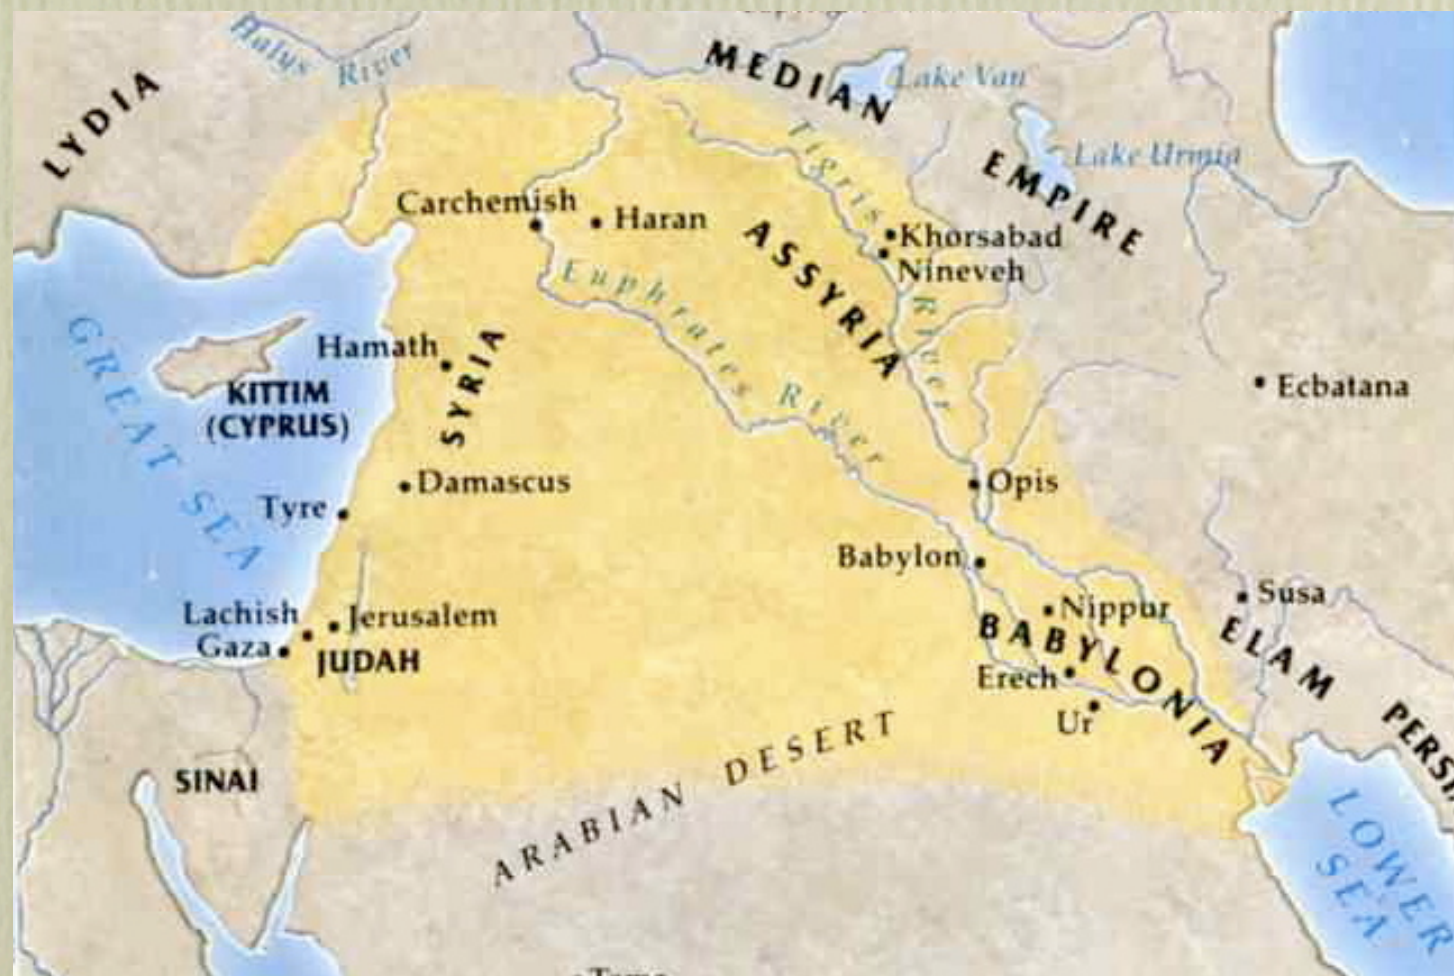 Halys River
LYDIA
MEDIAN
EMPIRE
Lake Van
Lake Urmia
Tigris River
Carchemish
Haran
ASSYRIA
Khorsabad
Nineveh
Euphrates River
GREAT SEA
Hamath
SYRIA
KITTIM
(CYPRUS)
Ecbatana
Damascus
Tyre
Opis
Babylon
Lachish
Jerusalem
Gaza
JUDAH
Nippur
BABYLONIA
Susa
ELAM
Erech
Ur
PERSI
SINAI
ARABIAN DESERT
LOWER
SEA